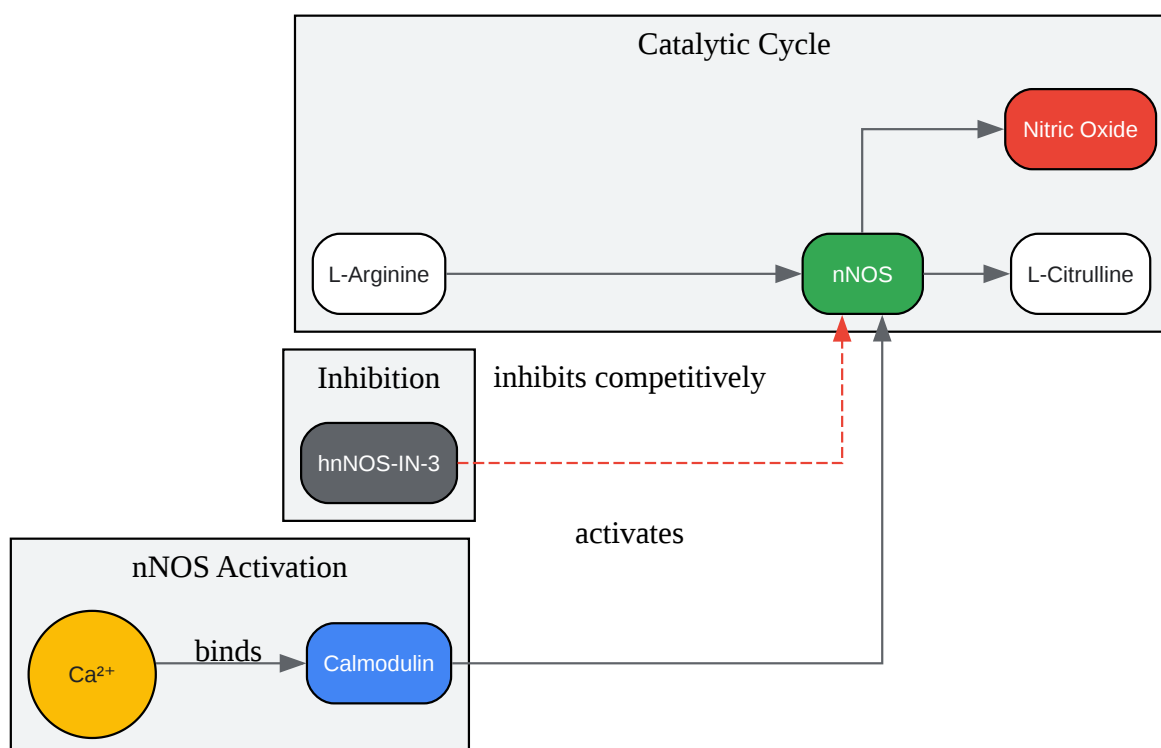 Catalytic Cycle
Nitric Oxide
L-Arginine
nNOS
L-Citrulline
Inhibition
inhibits competitively
hnNOS-IN-3
activates
nNOS Activation
Ca²⁺
binds
Calmodulin